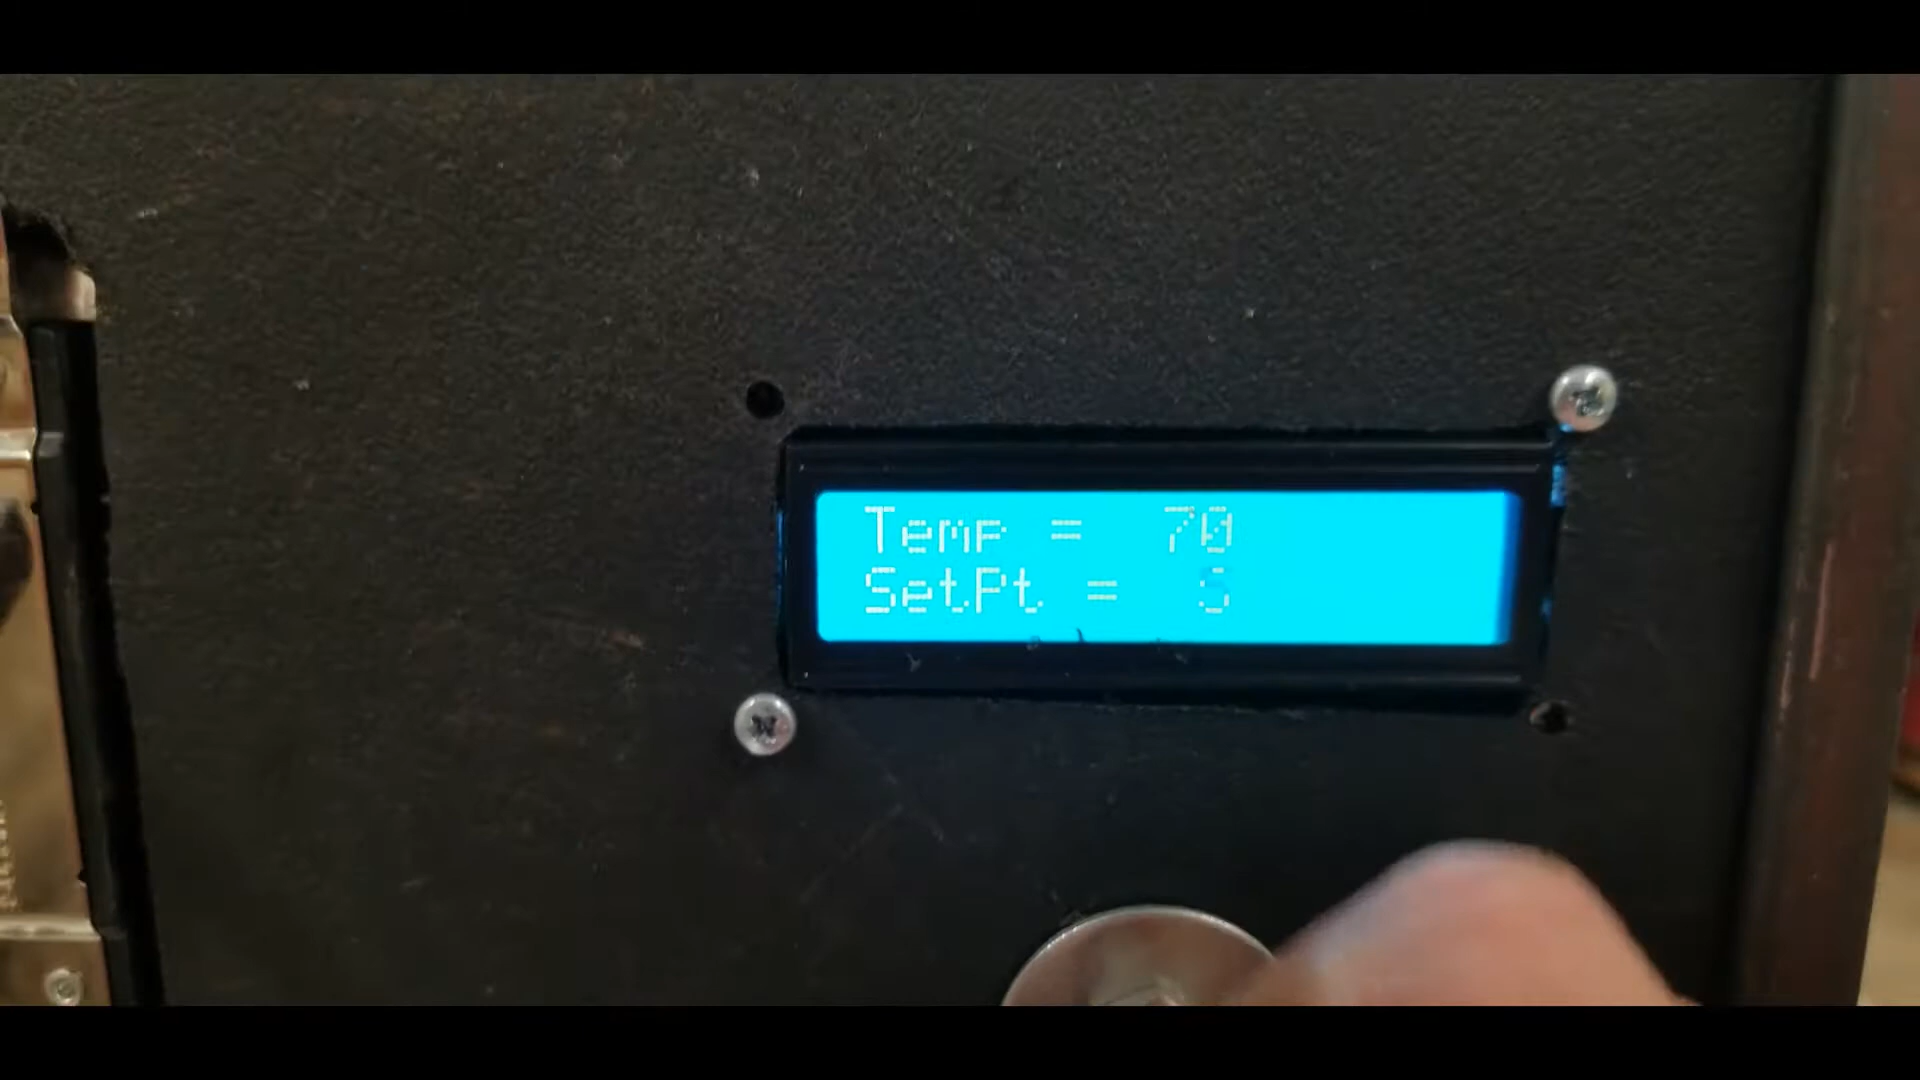 Temp = 70
SetPt = 5